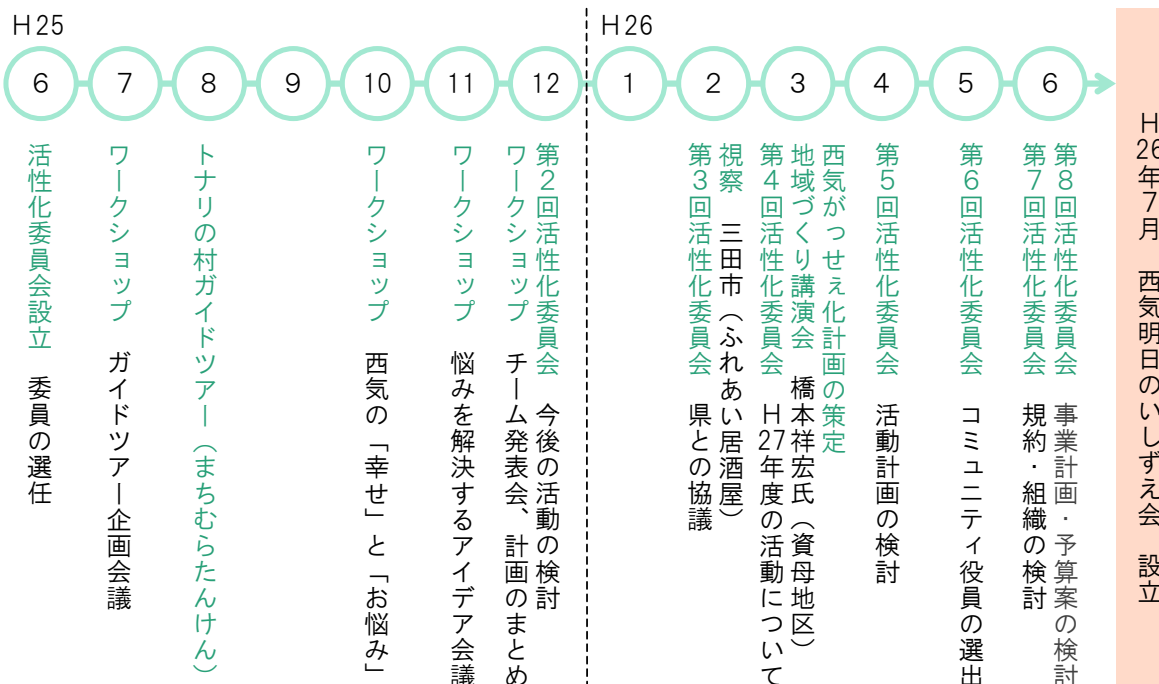 H25
H26
6
7
8
9
10
11
12
1
2
3
4
5
6
活性化委員会設立　委員の選任
ワークショップ　ガイドツアー企画会議
トナリの村ガイドツアー（まちむらたんけん）
ワークショップ　西気の「幸せ」と「お悩み」
ワークショップ　悩みを解決するアイデア会議
第2回活性化委員会　今後の活動の検討
ワークショップ　チーム発表会、計画のまとめ
視察　三田市（ふれあい居酒屋）
第3回活性化委員会　県との協議
西気がっせえ化計画の策定
地域づくり講演会　橋本祥宏氏（資母地区）
第4回活性化委員会　H27年度の活動について
第5回活性化委員会　活動計画の検討
第6回活性化委員会　コミュニティ役員の選出
第8回活性化委員会　事業計画・予算案の検討
第7回活性化委員会　規約・組織の検討
H26年7月　西気明日のいしずえ会　設立